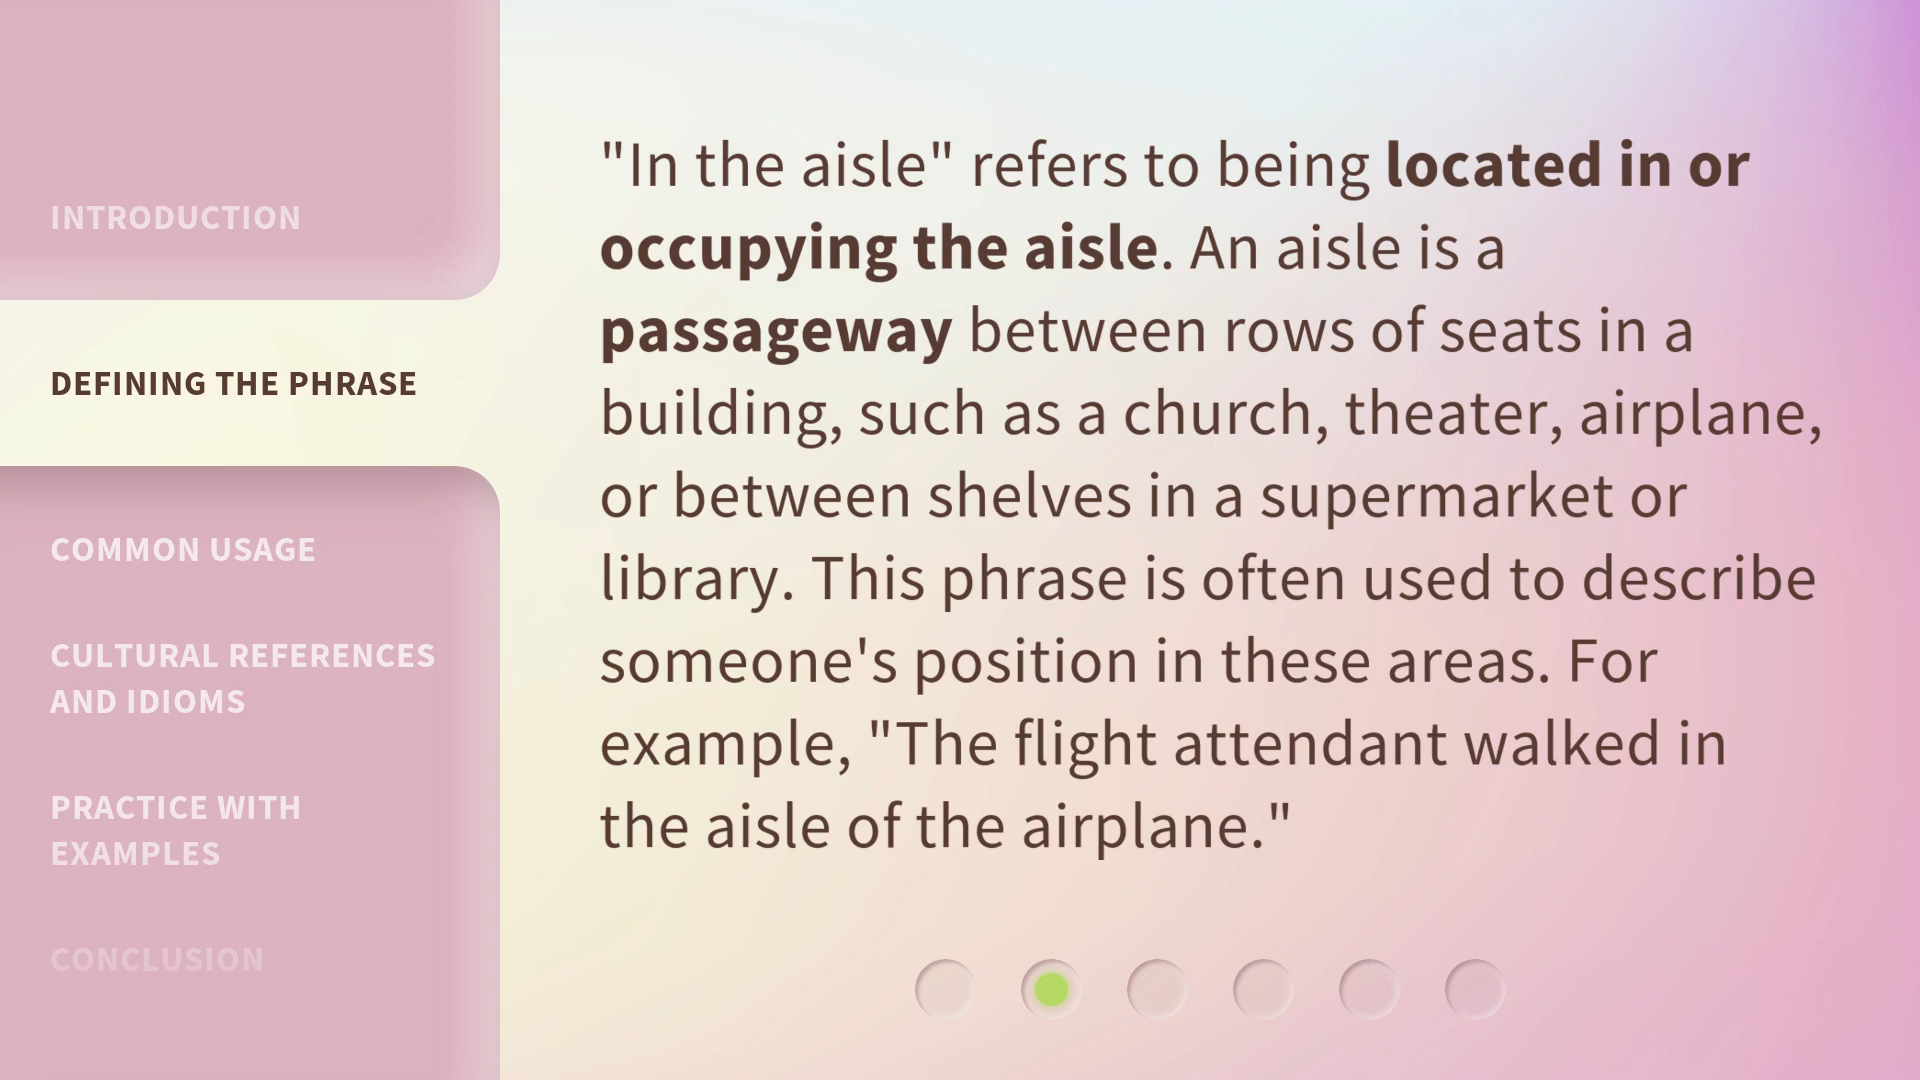 INTRODUCTION
DEFINING THE PHRASE
COMMON USAGE
CULTURAL REFERENCES
AND IDIOMS
PRACTICE WITH
EXAMPLES
CONCLUSION
"In the aisle" refers to being located in or
occupying the aisle. An aisle is a
passageway between rows of seats in a
building, such as a church, theater, airplane,
or between shelves in a supermarket or
library. This phrase is often used to describe
someone's position in these areas. For
example, "The flight attendant walked in
the aisle of the airplane."